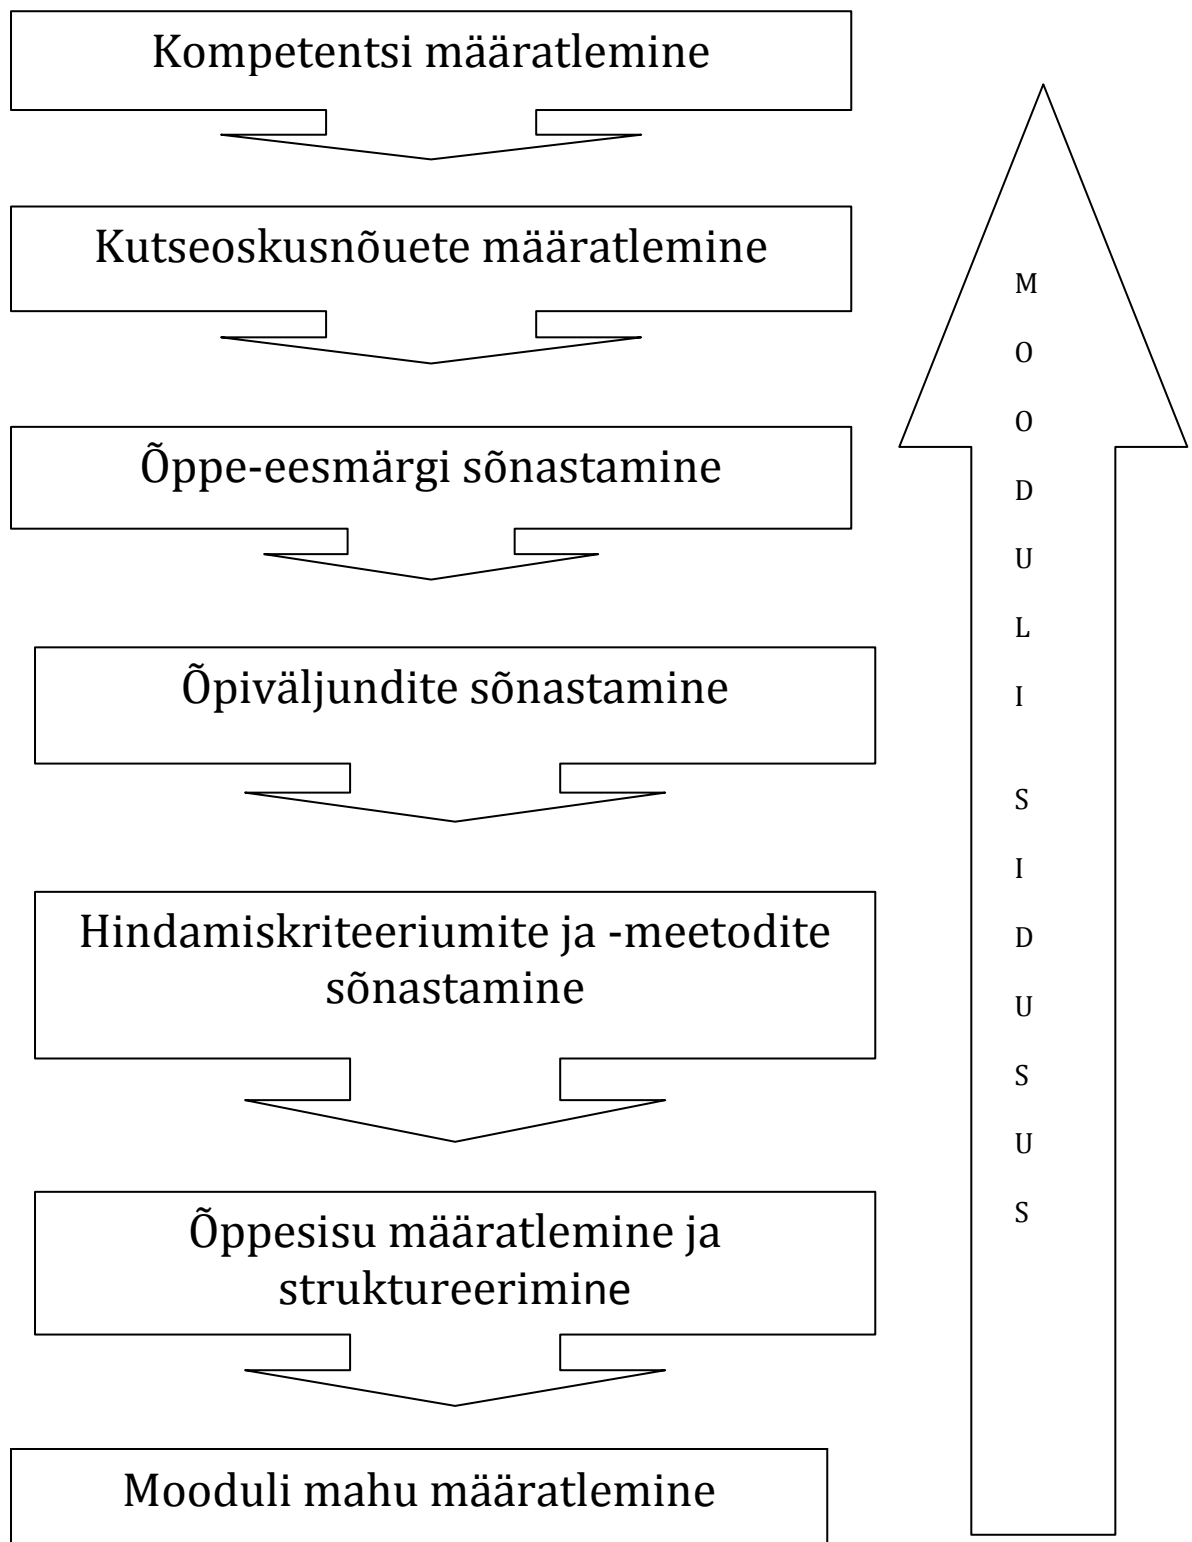 Kompetentsi määratlemine
Kutseoskusnõuete määratlemine
Õppe-eesmärgi sõnastamine
Õpiväljundite sõnastamine
Hindamiskriteeriumite ja -meetodite
sõnastamine
Õppesisu määratlemine ja
struktureerimine
Mooduli mahu määratlemine
M
O
O
D
U
L
I
S
I
D
U
S
U
S